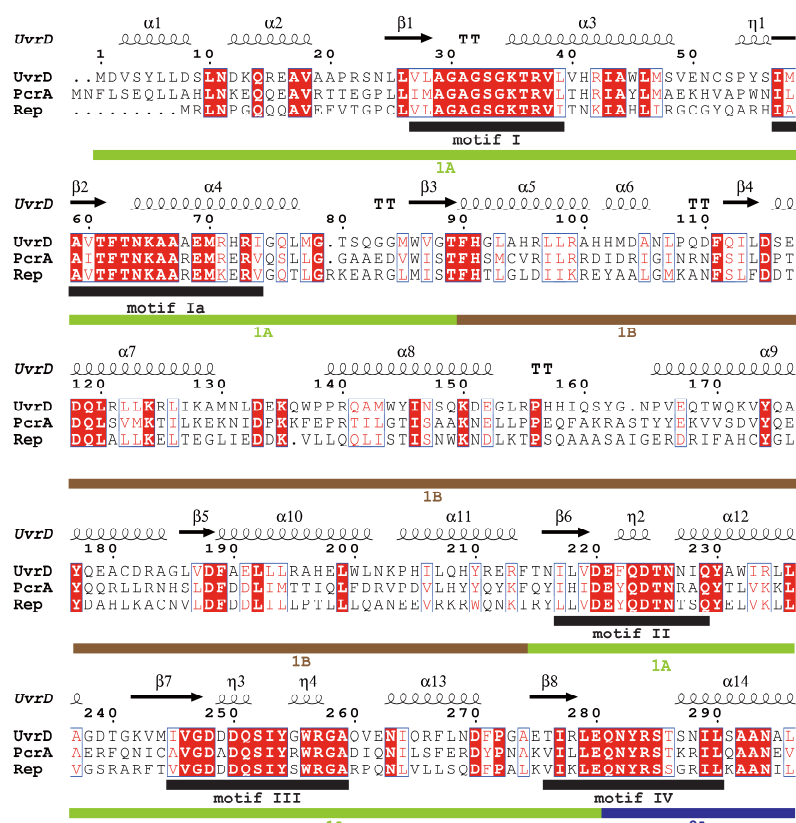 α1 α2 β1 TT α3 η1
UvrD
1 10 20 30 40 50
UvrD ..MDVSYLLDSLNDKQREAVAAPRSNLLVLAGAGSGKTRVLVHRIAWLMSVENCSPYSIM
PcrA MNFLSEQLLAHLNKEQQEAVRTTEGPLLIMAGAGSGKTRVLTHRIAYLMAEKHVAPWNIL
Rep .........MRLNPGQQQAVEFVTGPCLVLAGAGSGKTRVITNKIAHLIRGCGYQARHIA
motif I
1A
β2 α4 TT β3 α5 α6 TT β4
UvrD
60 70 80 90 100 110
UvrD AVTFTNKAAAEMRHRIGQLMG.TSQGGMWVGTFHGLAHRLLRAHHMDANLPQDFQILDSE
PcrA AITFTNKAAREMRERVQSLLG.GAAEDVWISTFHSMCVRILRRDIDRIGINRNFSILDPT
Rep AVTFTNKAAREMKERVGQTLGRKEARGLMISTFHTLGLDIIKREYAALGMKANFSLFDDT
motif Ia
1A 1B
α7 α8 TT α9
UvrD
120 130 140 150 160 170
UvrD DQLRLLKRLIKAMNLDEKQWPPRQAMWYINSQKDEGLRPHHIQSYG.NPVEQTWQKVYQA
PcrA DQLSVMKTILKEKNIDPKKFEPRTILGTISAAKNELLPPEQFAKRASTYYEKVVSDVYQE
Rep DQLALLKELTEGLIEDDK.VLLQQLISTISNWKNDLKTPSQAAASAIGERDRIFAHCYGL
1B
β5 α10 α11 β6 η2 α12
UvrD
180 190 200 210 220 230
UvrD YQEACDRAGLVDFAELLLRAHELWLNKPHILQHYRERFTNILVDEFQDTNNIQYAWIRLL
PcrA YQQRLLRNHSLDFDDLIMTTIQLFDRVPDVLHYYQYKFQYIHIDEYQDTNRAQYTLVKKL
Rep YDAHLKACNVLDFDDLILLPTLLLQANEEVRKRWQNKIRYLLVDEYQDTNTSQYELVKLL
motif II
1B 1A
β7 η3 η4 α13 β8 α14
UvrD
240 250 260 270 280 290
UvrD AGDTGKVMIVGDDDQSIYGWRGAQVENIQRFLNDFPGAETIRLEQNYRSTSNILSAANAL
PcrA AERFQNICAVGDADQSIYGWRGADIQNILSFERDYPNAKVILLEQNYRSTKRILQAANEV
Rep VGSRARFTVVGDDDQSIYSWRGARPQNLVLLSQDFPALKVIKLEQNYRSSGRILKAANIL
motif III motif IV